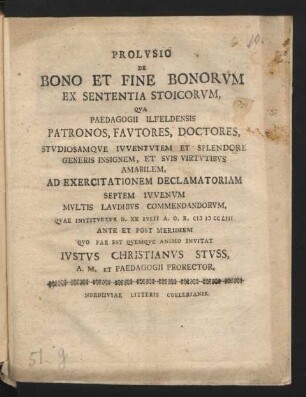 10.
PROLVSIO
DE
BONO ET FINE BONORVM
EX SENTENTIA STOICORVM,
QVA
PAEDAGOGII ILFELDENSIS
PATRONOS, FAVTORES, DOCTORES,
STVDIOSAMQVE IVVENTVTEM ET SPLENDORE
GENERIS INSIGNEM, ET SVIS VIRTVTIBVS
AMABILEM,
AD EXERCITATIONEM DECLAMATORIAM
SEPTEM IVVENVM
MVLTIS LAVDIBVS COMMENDANDORVM,
QVAE INSTITVETVR D. XX IVLII A. O. R. CIƆ IƆ CC LIII
ANTE ET POST MERIDIEM
QVO PAR EST QVEMQVE ANIMO INVITAT
IVSTVS CHRISTIANVS STVSS,
A. M. ET PAEDAGOGII PRORECTOR.
NORDHVSAE LITTERIS COELERIANIS.
51. g